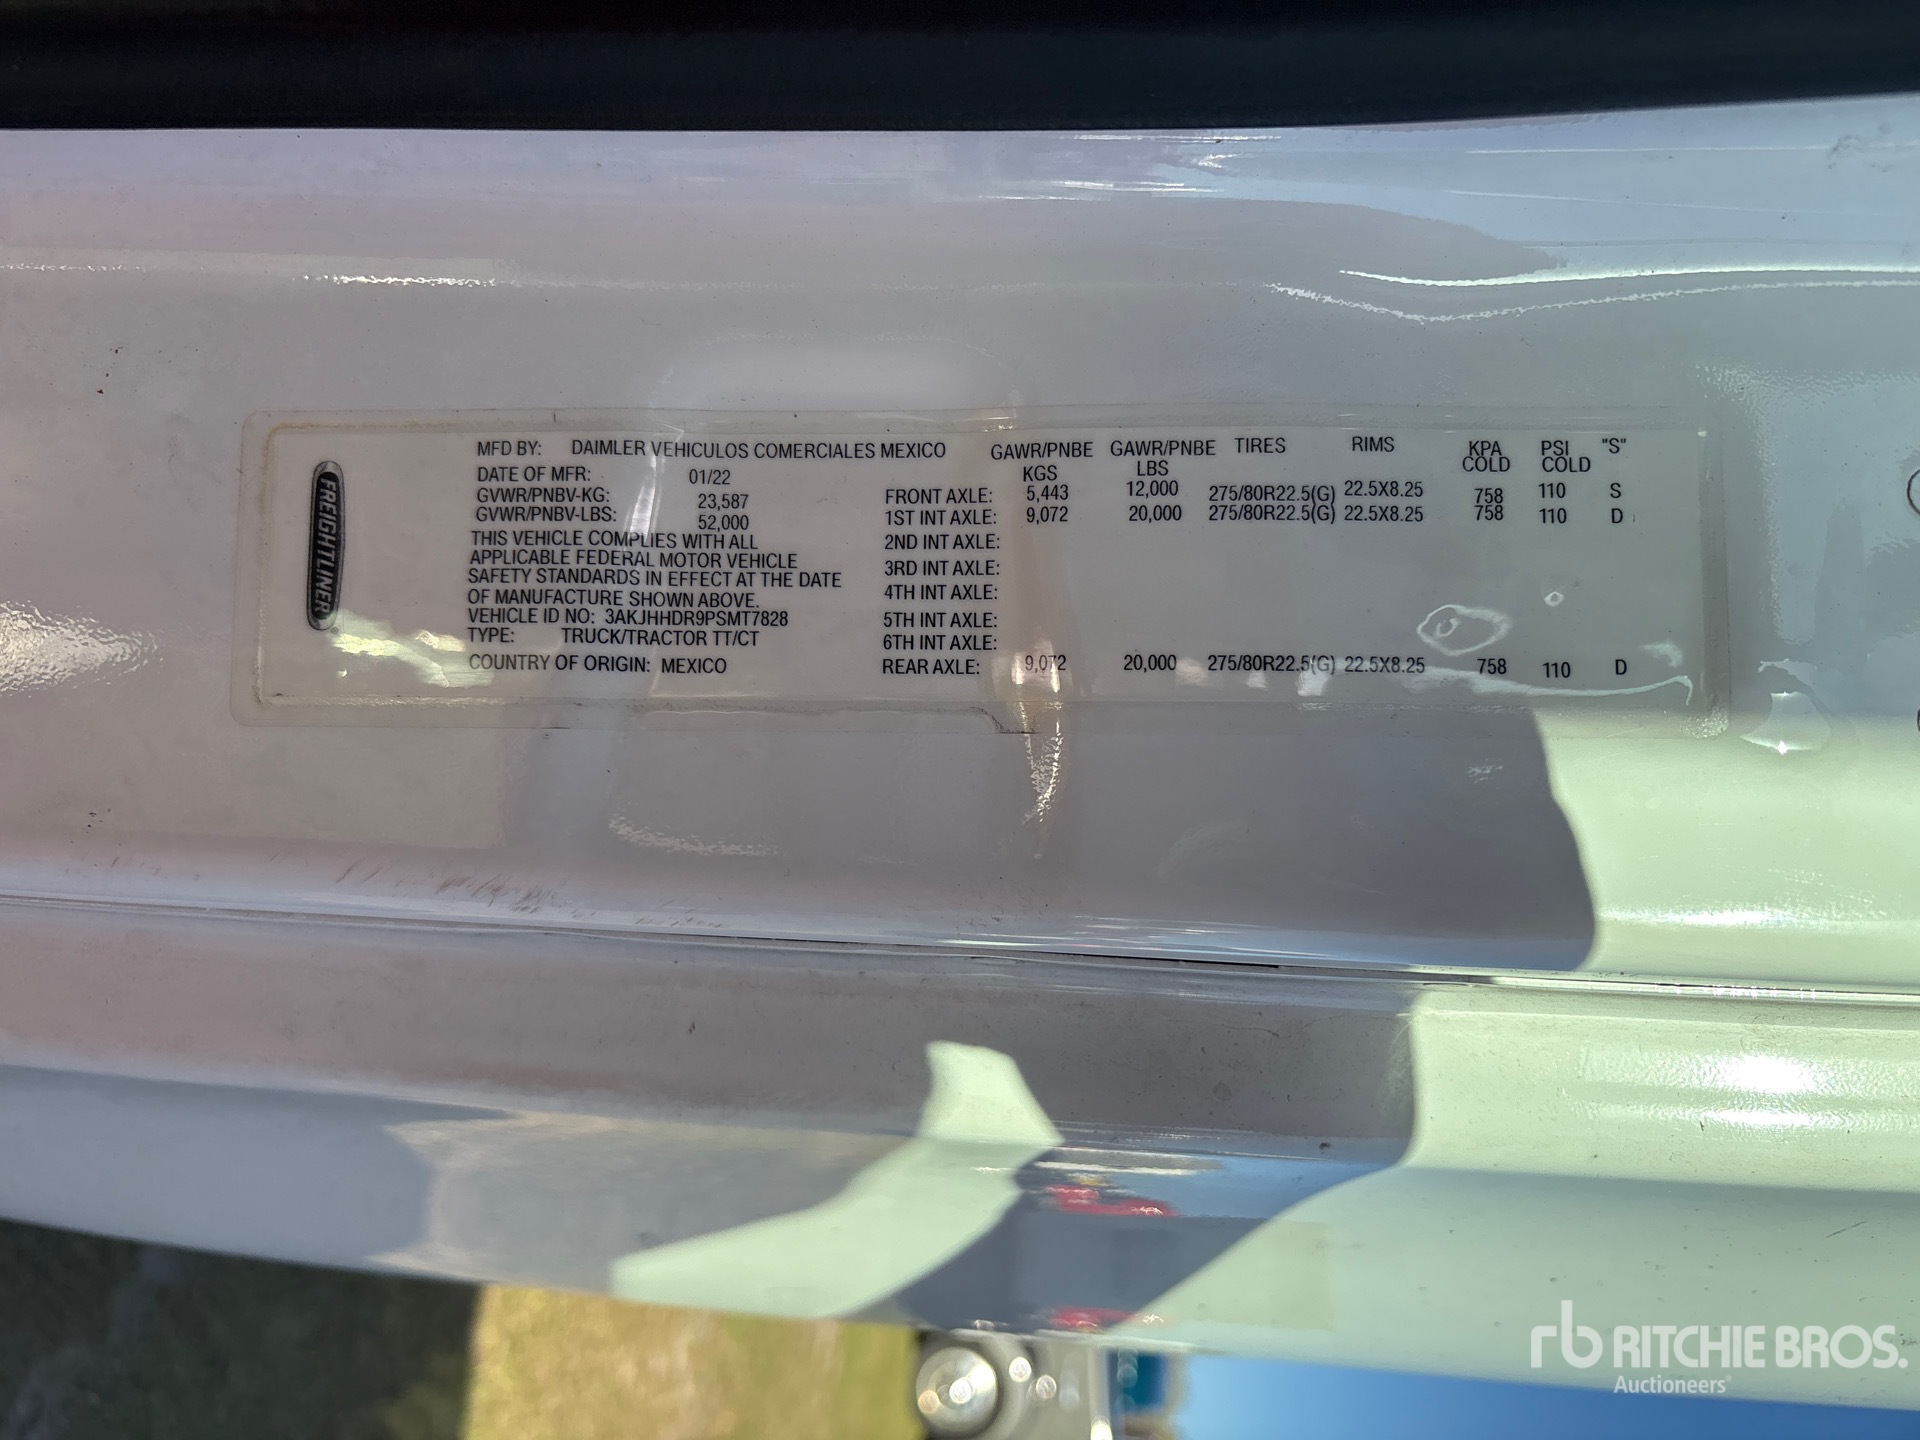 FREIGHTLINER
MFD BY: DAIMLER VEHICULOS COMERCIALES MEXICO
DATE OF MFR: 01/22
GVWR/PNBV-KG: 23,587
GVWR/PNBV-LBS: 52,000
THIS VEHICLE COMPLIES WITH ALL
APPLICABLE FEDERAL MOTOR VEHICLE
SAFETY STANDARDS IN EFFECT AT THE DATE
OF MANUFACTURE SHOWN ABOVE.
VEHICLE ID NO: 3AKJHHDR9PSMT7828
TYPE: TRUCK/TRACTOR TT/CT
COUNTRY OF ORIGIN: MEXICO
GAWR/PNBE GAWR/PNBE TIRES RIMS KPA PSI "S"
KGS LBS COLD COLD
FRONT AXLE: 5,443 12,000 275/80R22.5(G) 22.5X8.25 758 110 S
1ST INT AXLE: 9,072 20,000 275/80R22.5(G) 22.5X8.25 758 110 D
2ND INT AXLE:
3RD INT AXLE:
4TH INT AXLE:
5TH INT AXLE:
6TH INT AXLE:
REAR AXLE: 9,072 20,000 275/80R22.5(G) 22.5X8.25 758 110 D
rb RITCHIE BROS.
Auctioneers